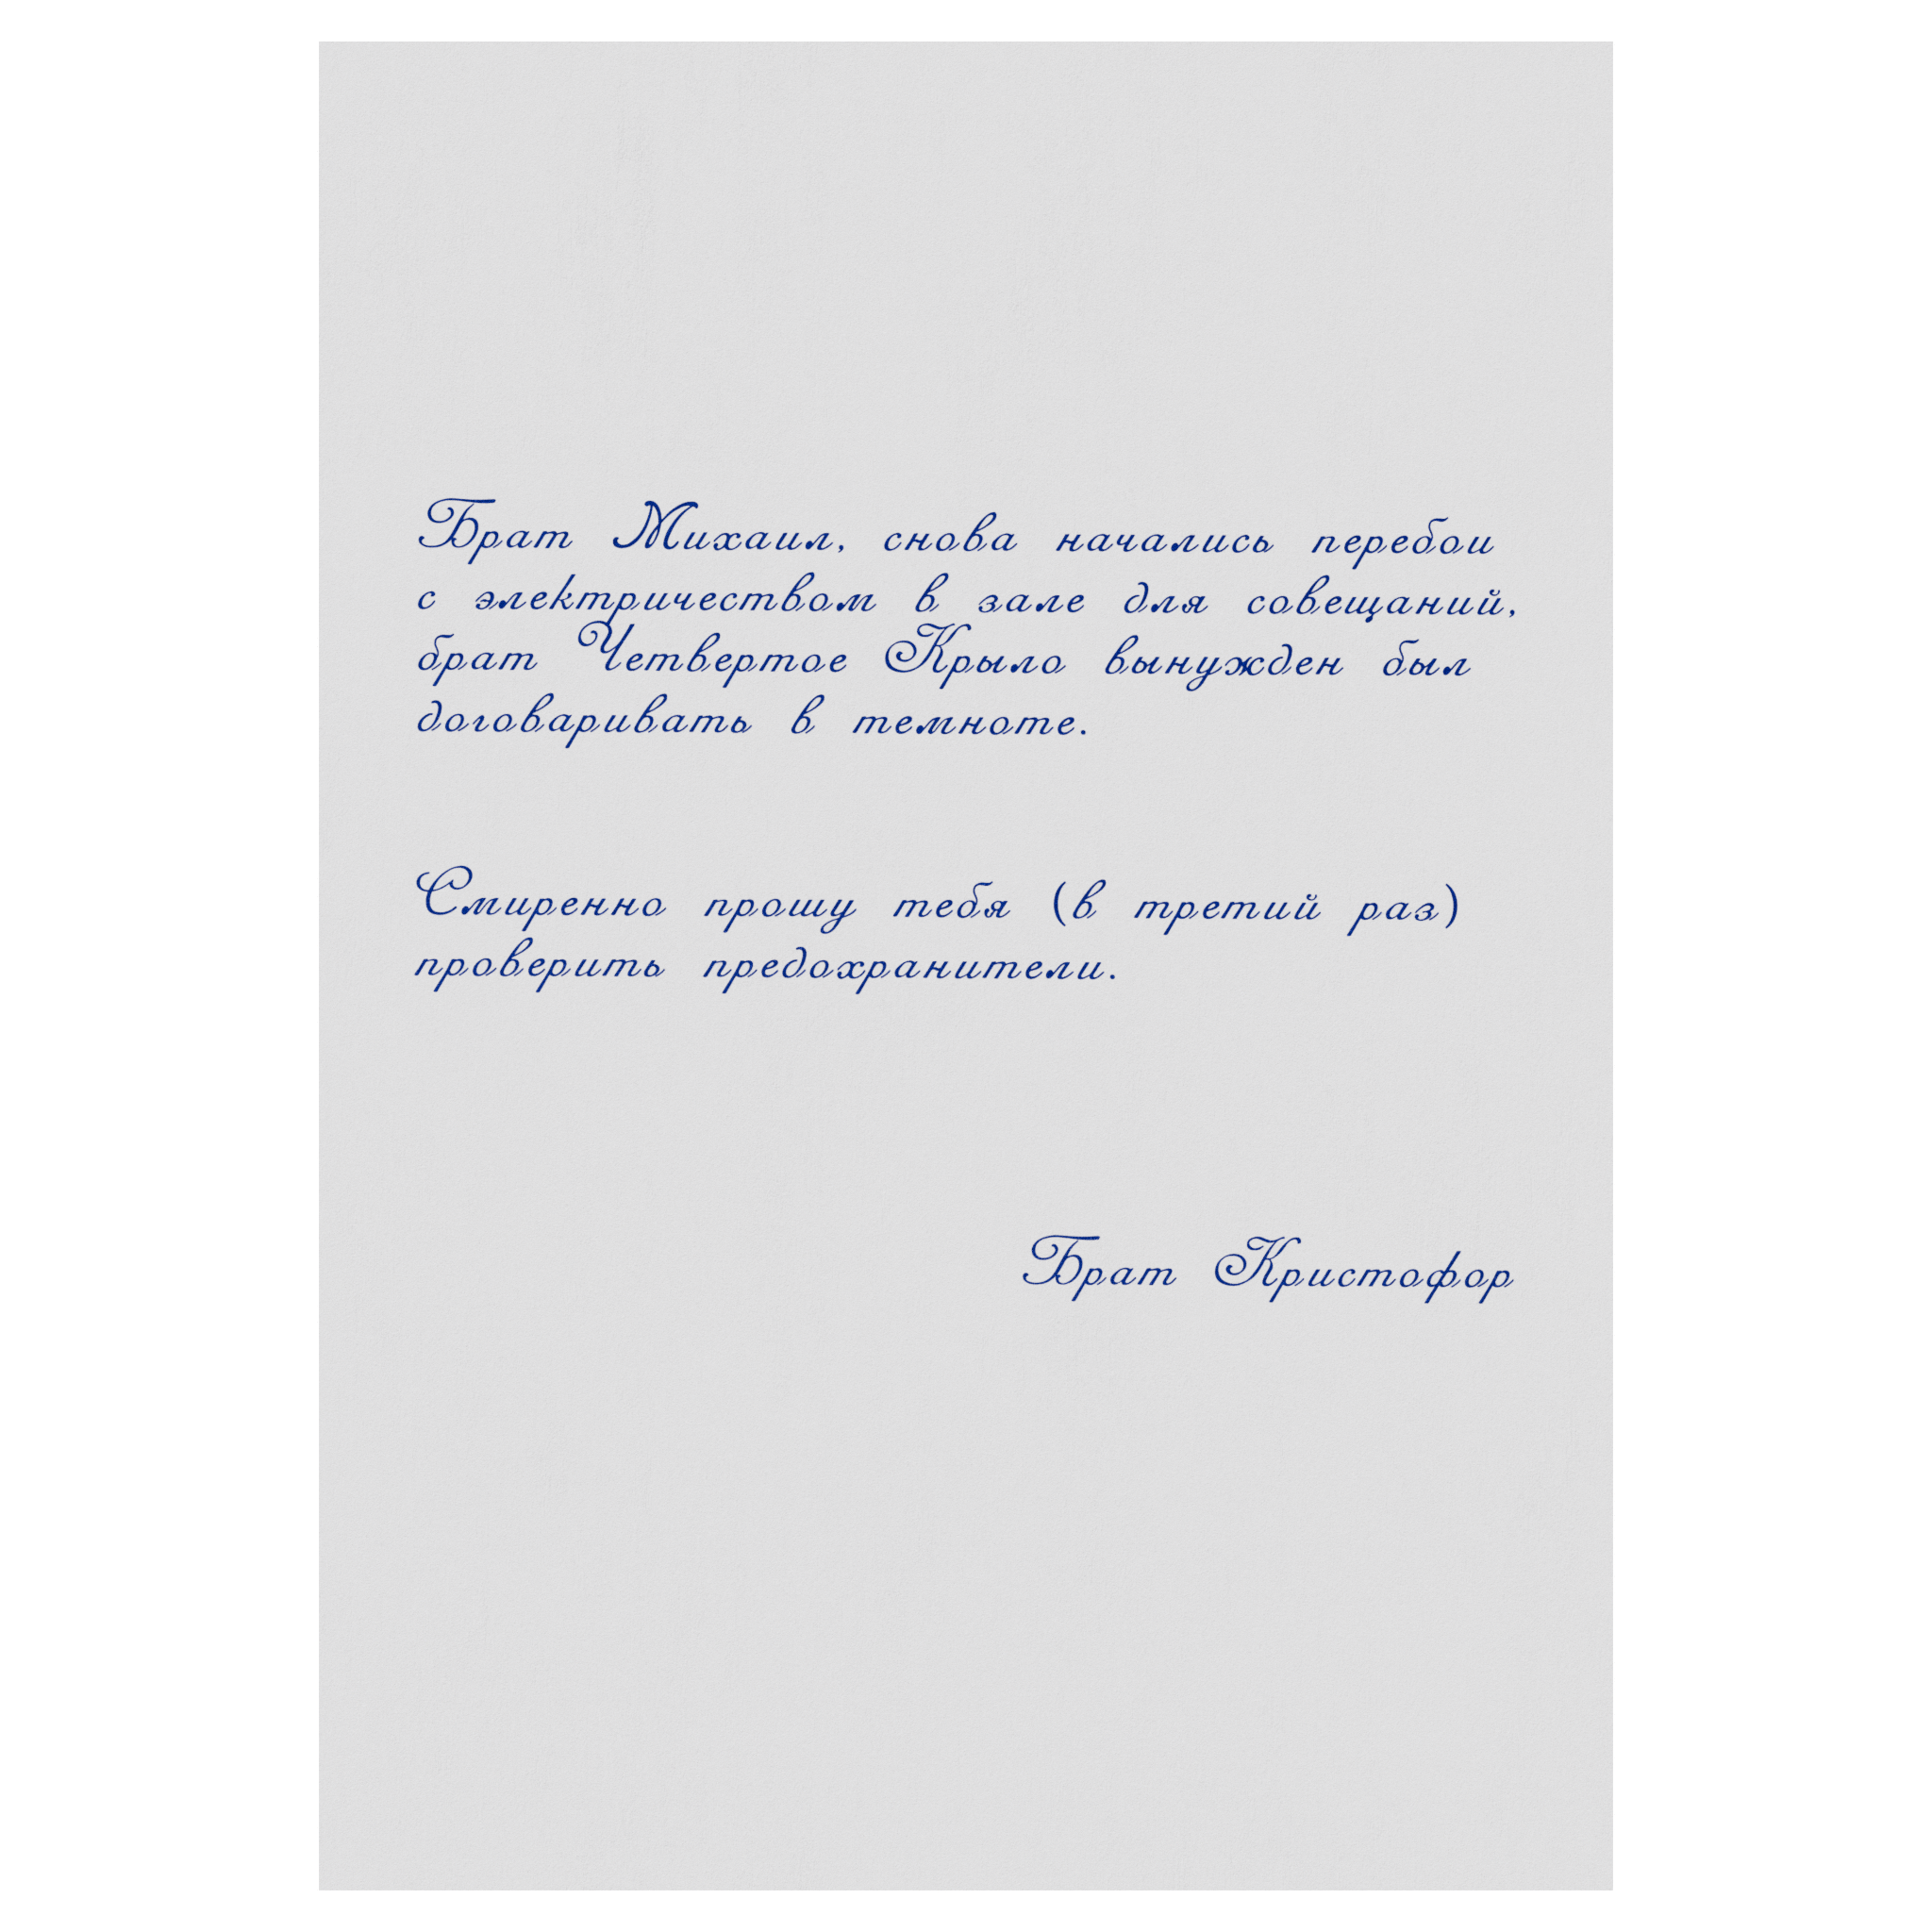 Брат Михаил, снова начались перебои
с электричеством в зале для совещаний,
брат Четвертое Крыло вынужден был
договаривать в темноте.
Смиренно прошу тебя (в третий раз)
проверить предохранители.
Брат Кристофор